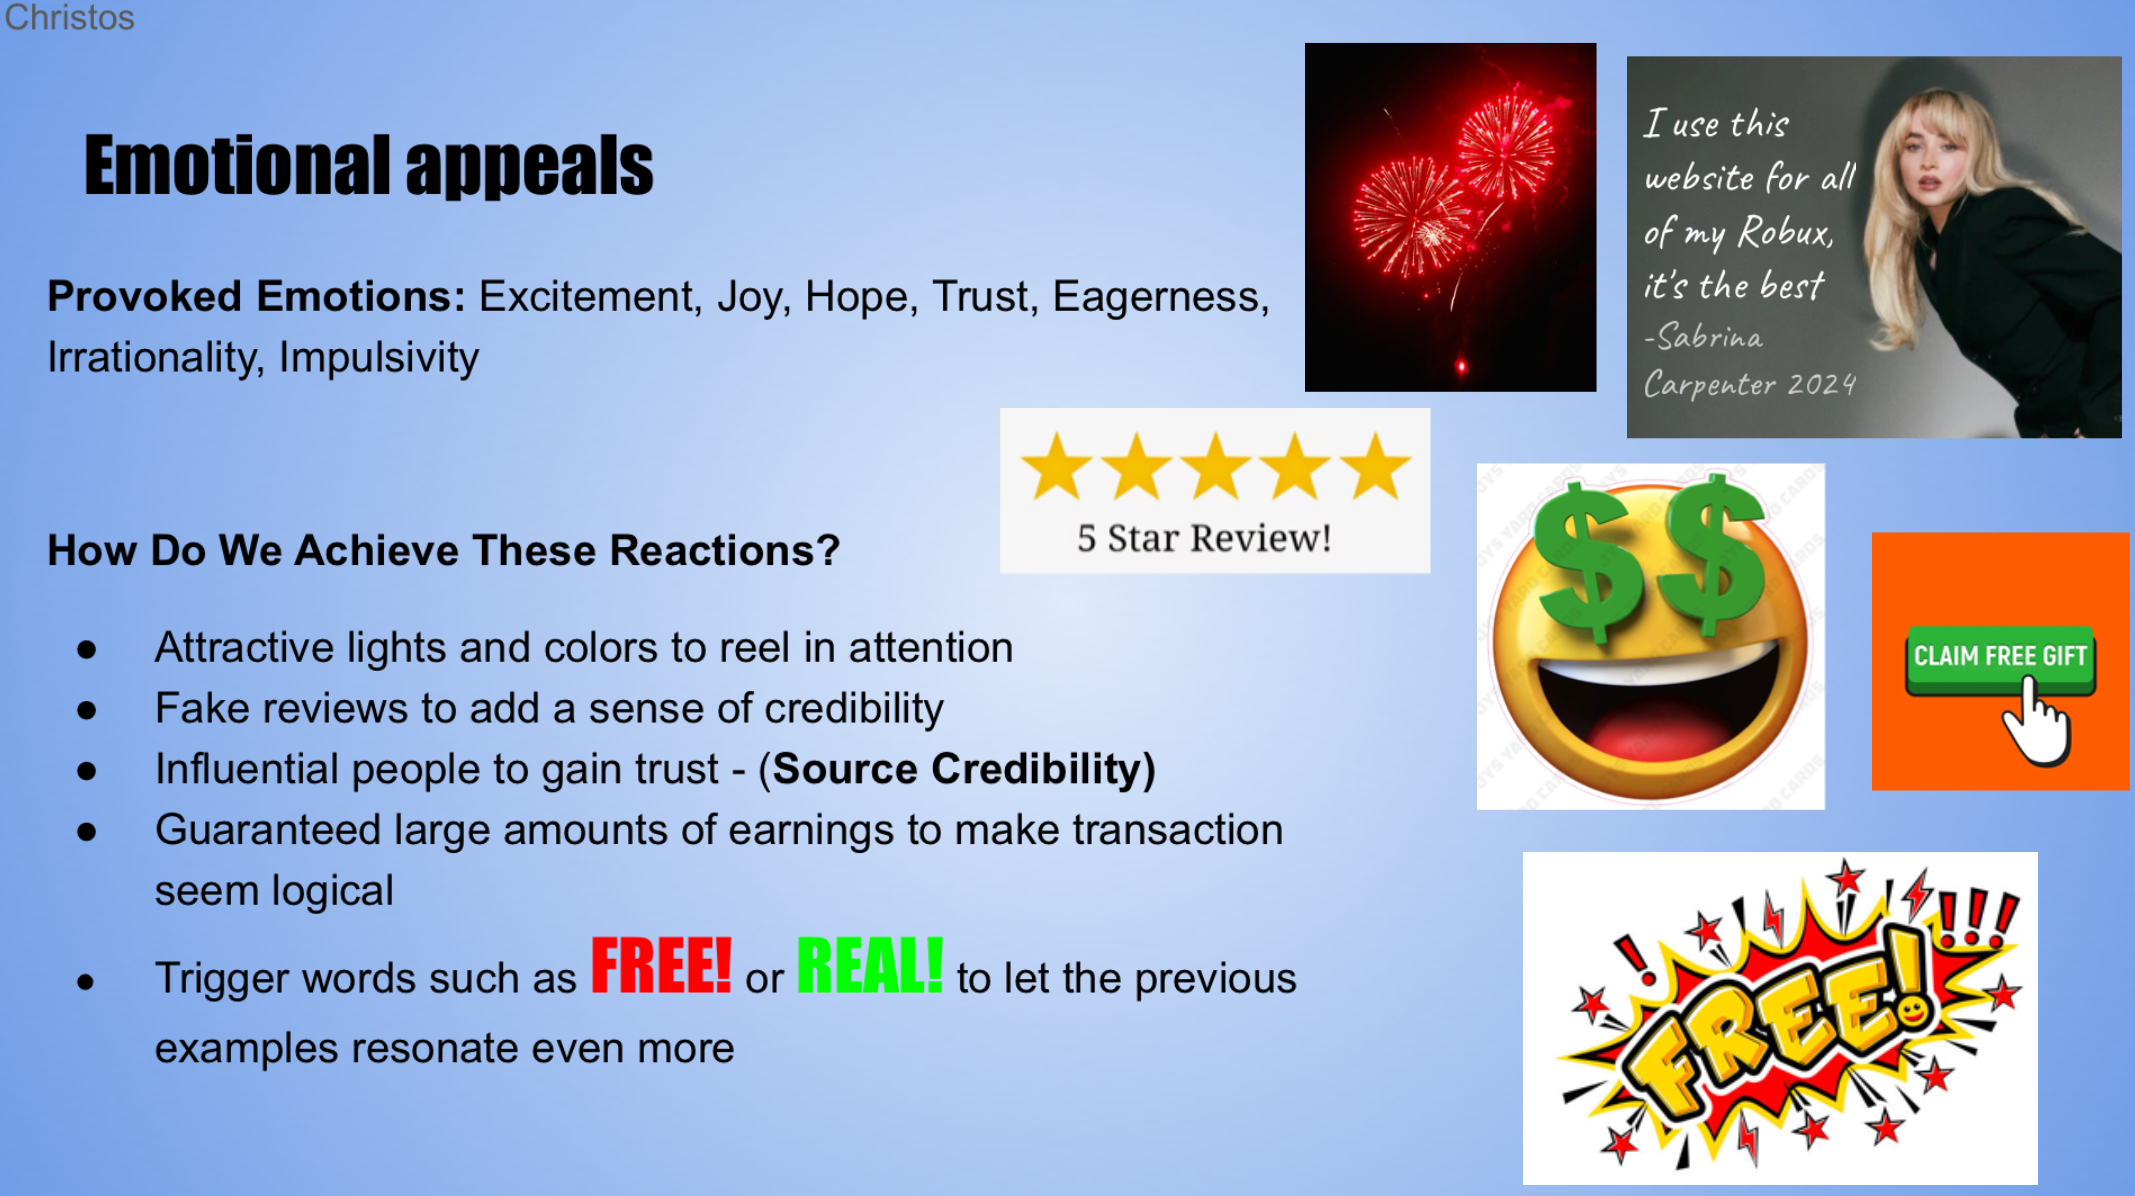 Christos
Emotional appeals
Provoked Emotions: Excitement, Joy, Hope, Trust, Eagerness,
Irrationality, Impulsivity
I use this
website for all
of my Robux,
it's the best
-Sabrina
Carpenter 2024
5 Star Review!
How Do We Achieve These Reactions?
● Attractive lights and colors to reel in attention
● Fake reviews to add a sense of credibility
● Influential people to gain trust - (Source Credibility)
● Guaranteed large amounts of earnings to make transaction
seem logical
● Trigger words such as FREE! or REAL! to let the previous
examples resonate even more
$ $
CLAIM FREE GIFT
FREE!
! !!!